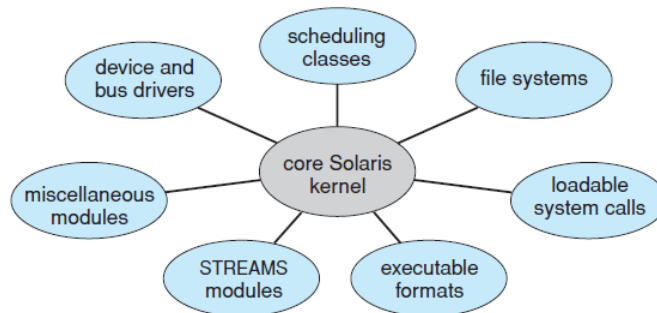 scheduling
classes
device and
bus drivers
file systems
core Solaris
kernel
miscellaneous
modules
loadable
system calls
STREAMS
modules
executable
formats